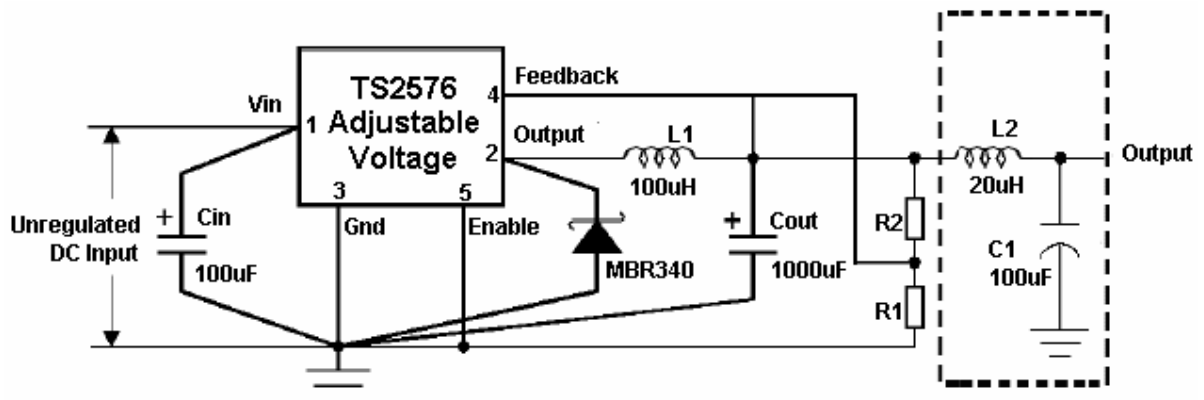 TS2576
Adjustable
Voltage
Vin
1
Feedback
4
Output
2
3
5
Gnd
Enable
Unregulated
DC Input
+
Cin
100uF
MBR340
L1
100uH
+
Cout
1000uF
R2
R1
L2
20uH
C1
100uF
Output